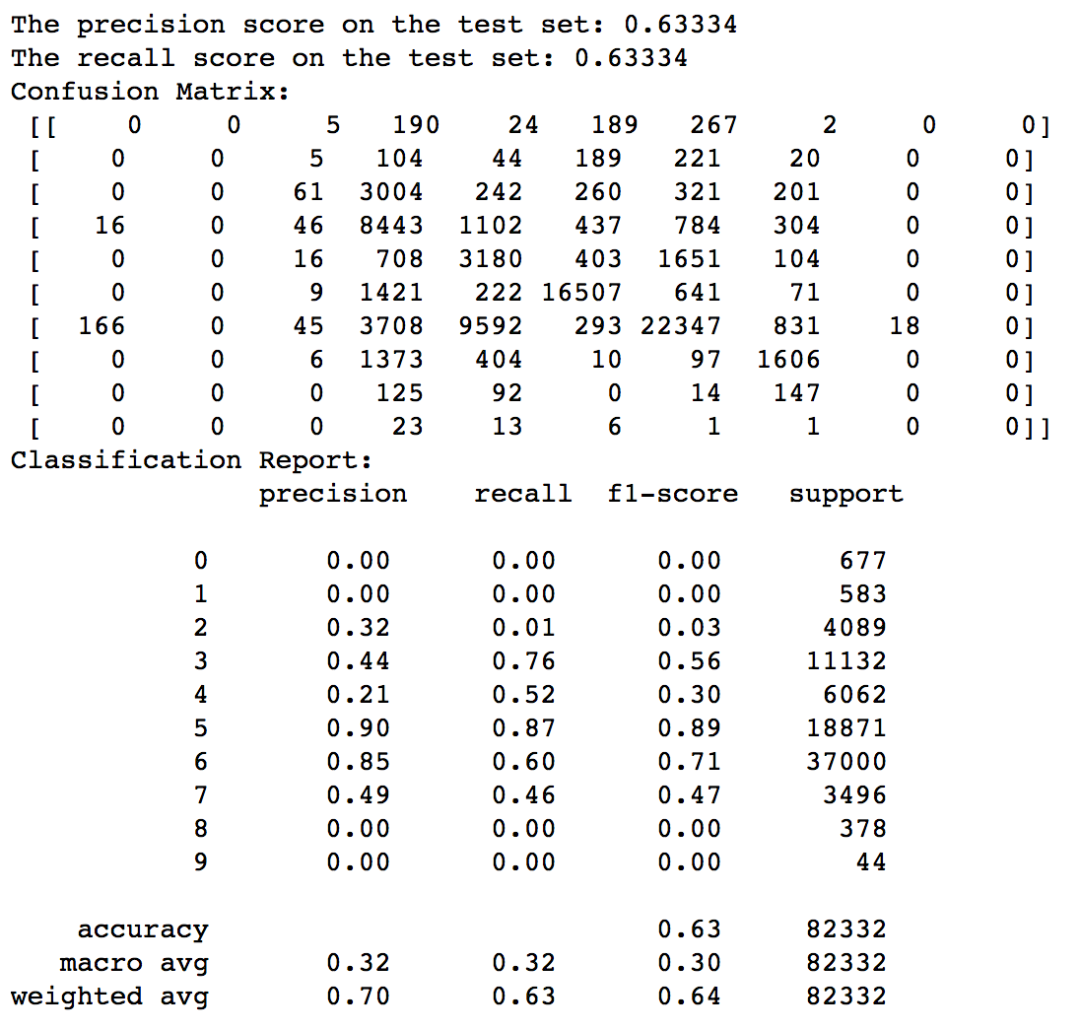 The precision score on the test set: 0.63334
The recall score on the test set: 0.63334
Confusion Matrix:
[[ 0 0 5 190 24 189 267 2 0 0]
[ 0 0 5 104 44 189 221 20 0 0]
[ 0 0 61 3004 242 260 321 201 0 0]
[ 16 0 46 8443 1102 437 784 304 0 0]
[ 0 0 16 708 3180 403 1651 104 0 0]
[ 0 0 9 1421 222 16507 641 71 0 0]
[ 166 0 45 3708 9592 293 22347 831 18 0]
[ 0 0 6 1373 404 10 97 1606 0 0]
[ 0 0 0 125 92 0 14 147 0 0]
[ 0 0 0 23 13 6 1 1 0 0]]
Classification Report:
precision recall f1-score support
0 0.00 0.00 0.00 677
1 0.00 0.00 0.00 583
2 0.32 0.01 0.03 4089
3 0.44 0.76 0.56 11132
4 0.21 0.52 0.30 6062
5 0.90 0.87 0.89 18871
6 0.85 0.60 0.71 37000
7 0.49 0.46 0.47 3496
8 0.00 0.00 0.00 378
9 0.00 0.00 0.00 44
accuracy 0.63 82332
macro avg 0.32 0.32 0.30 82332
weighted avg 0.70 0.63 0.64 82332